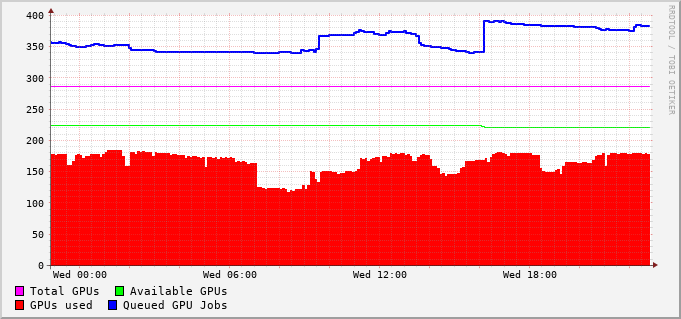 RRDTOOL / TOBI OETIKER
400
350
300
250
200
150
100
50
0
Wed 00:00 Wed 06:00 Wed 12:00 Wed 18:00
Total GPUs Available GPUs
GPUs used Queued GPU Jobs